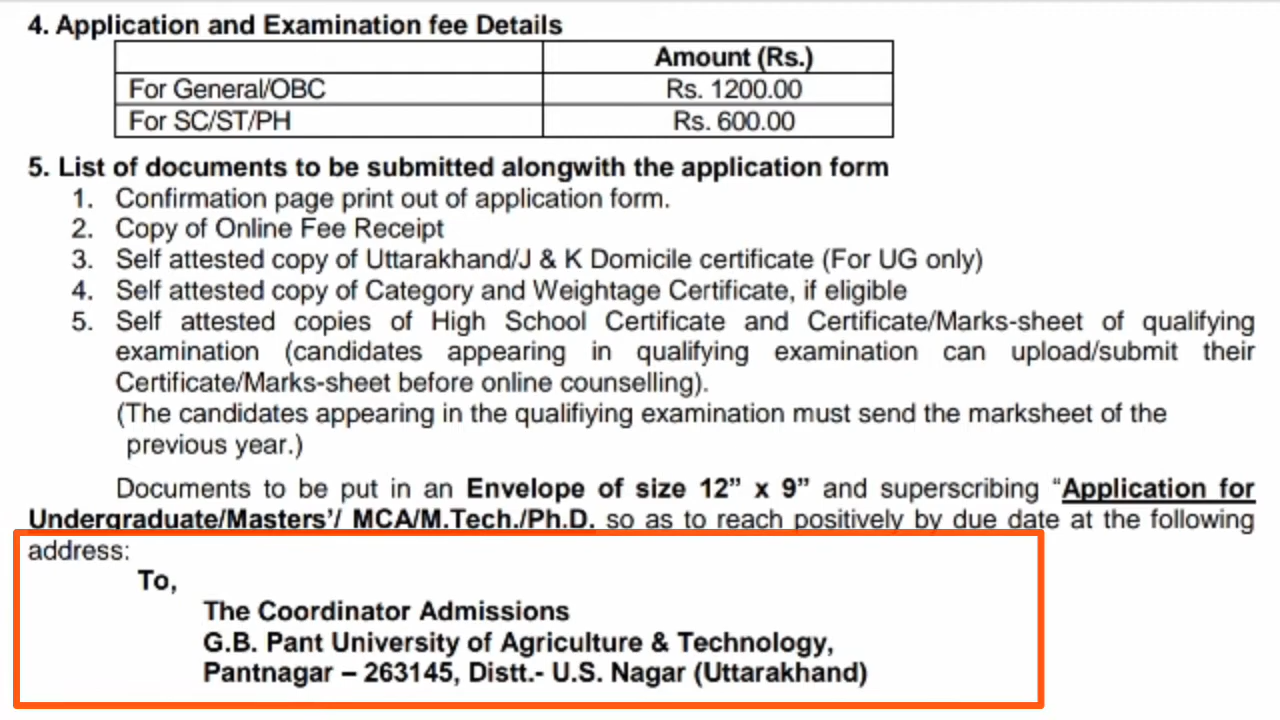 4. Application and Examination fee Details
Amount (Rs.)
For General/OBC Rs. 1200.00
For SC/ST/PH Rs. 600.00
5. List of documents to be submitted alongwith the application form
1. Confirmation page print out of application form.
2. Copy of Online Fee Receipt
3. Self attested copy of Uttarakhand/J & K Domicile certificate (For UG only)
4. Self attested copy of Category and Weightage Certificate, if eligible
5. Self attested copies of High School Certificate and Certificate/Marks-sheet of qualifying
examination (candidates appearing in qualifying examination can upload/submit their
Certificate/Marks-sheet before online counselling).
(The candidates appearing in the qualifiying examination must send the marksheet of the
previous year.)
Documents to be put in an Envelope of size 12” x 9” and superscribing “Application for
Undergraduate/Masters’/ MCA/M.Tech./Ph.D. so as to reach positively by due date at the following
address:
To,
The Coordinator Admissions
G.B. Pant University of Agriculture & Technology,
Pantnagar – 263145, Distt.- U.S. Nagar (Uttarakhand)